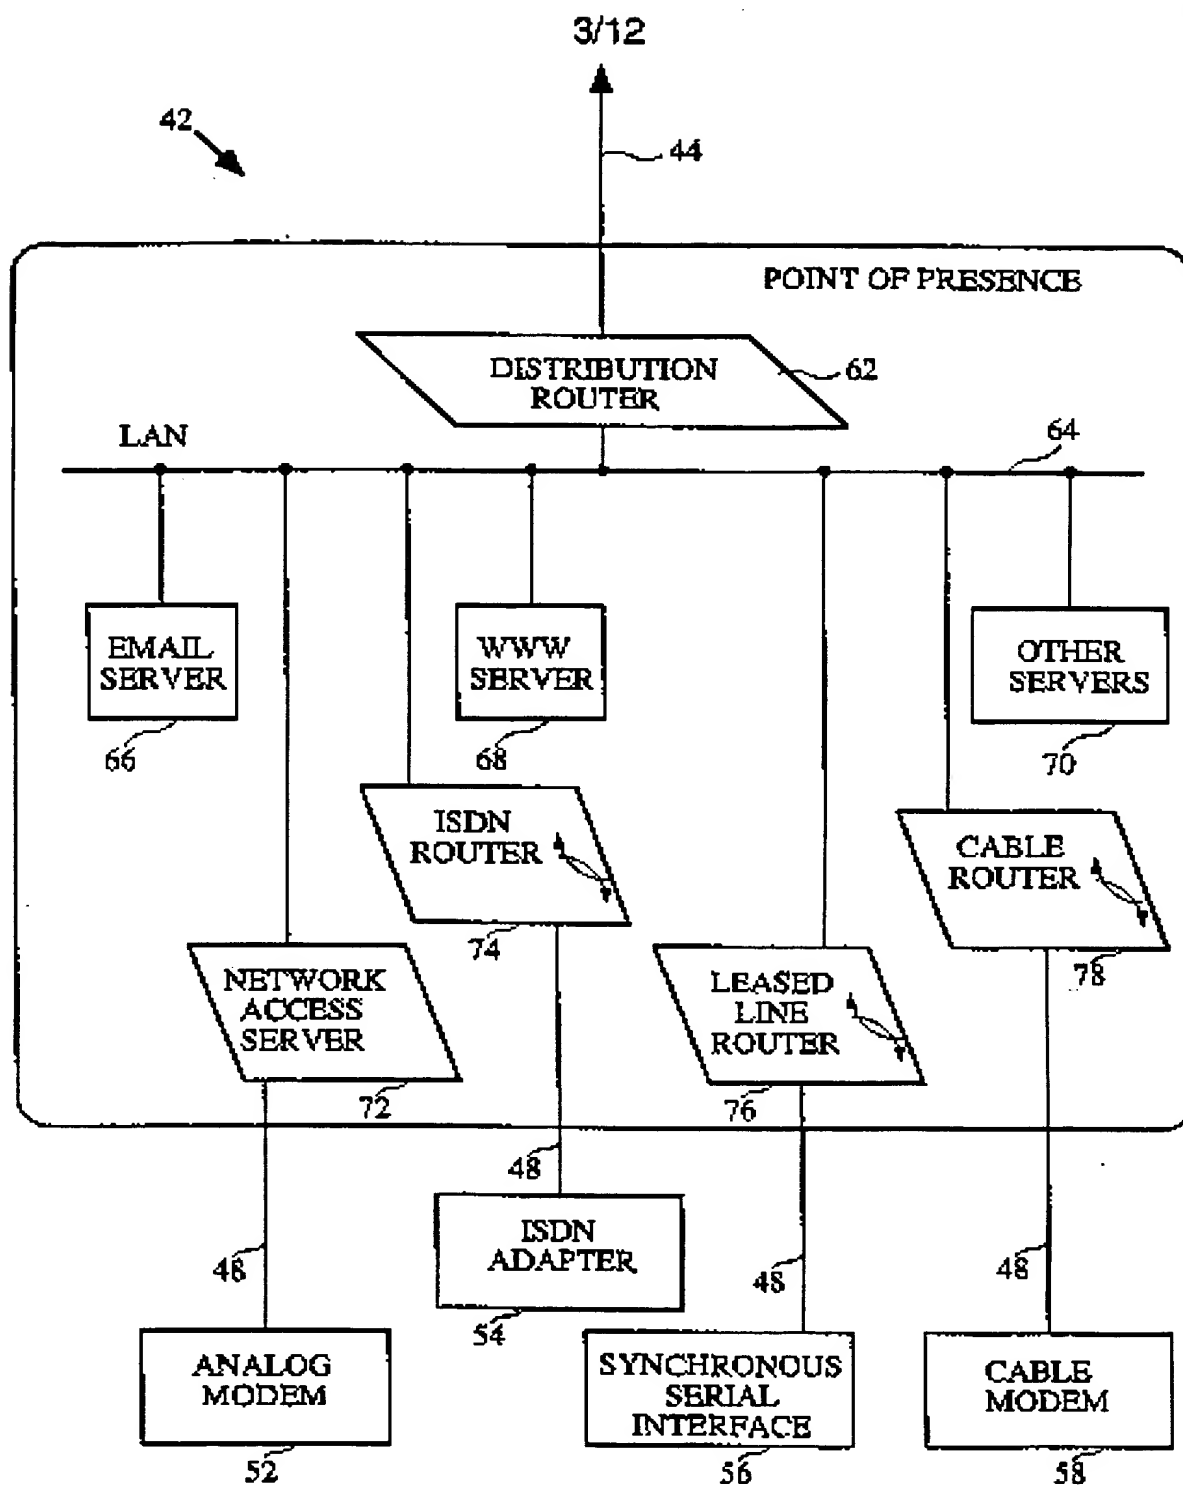 3/12
42
44
POINT OF PRESENCE
DISTRIBUTION
ROUTER
62
LAN
64
EMAIL
SERVER
66
WWW
SERVER
68
OTHER
SERVERS
70
ISDN
ROUTER
74
CABLE
ROUTER
78
NETWORK
ACCESS
SERVER
72
LEASED
LINE
ROUTER
76
48
ISDN
ADAPTER
54
48
48
48
ANALOG
MODEM
52
SYNCHRONOUS
SERIAL
INTERFACE
56
CABLE
MODEM
58